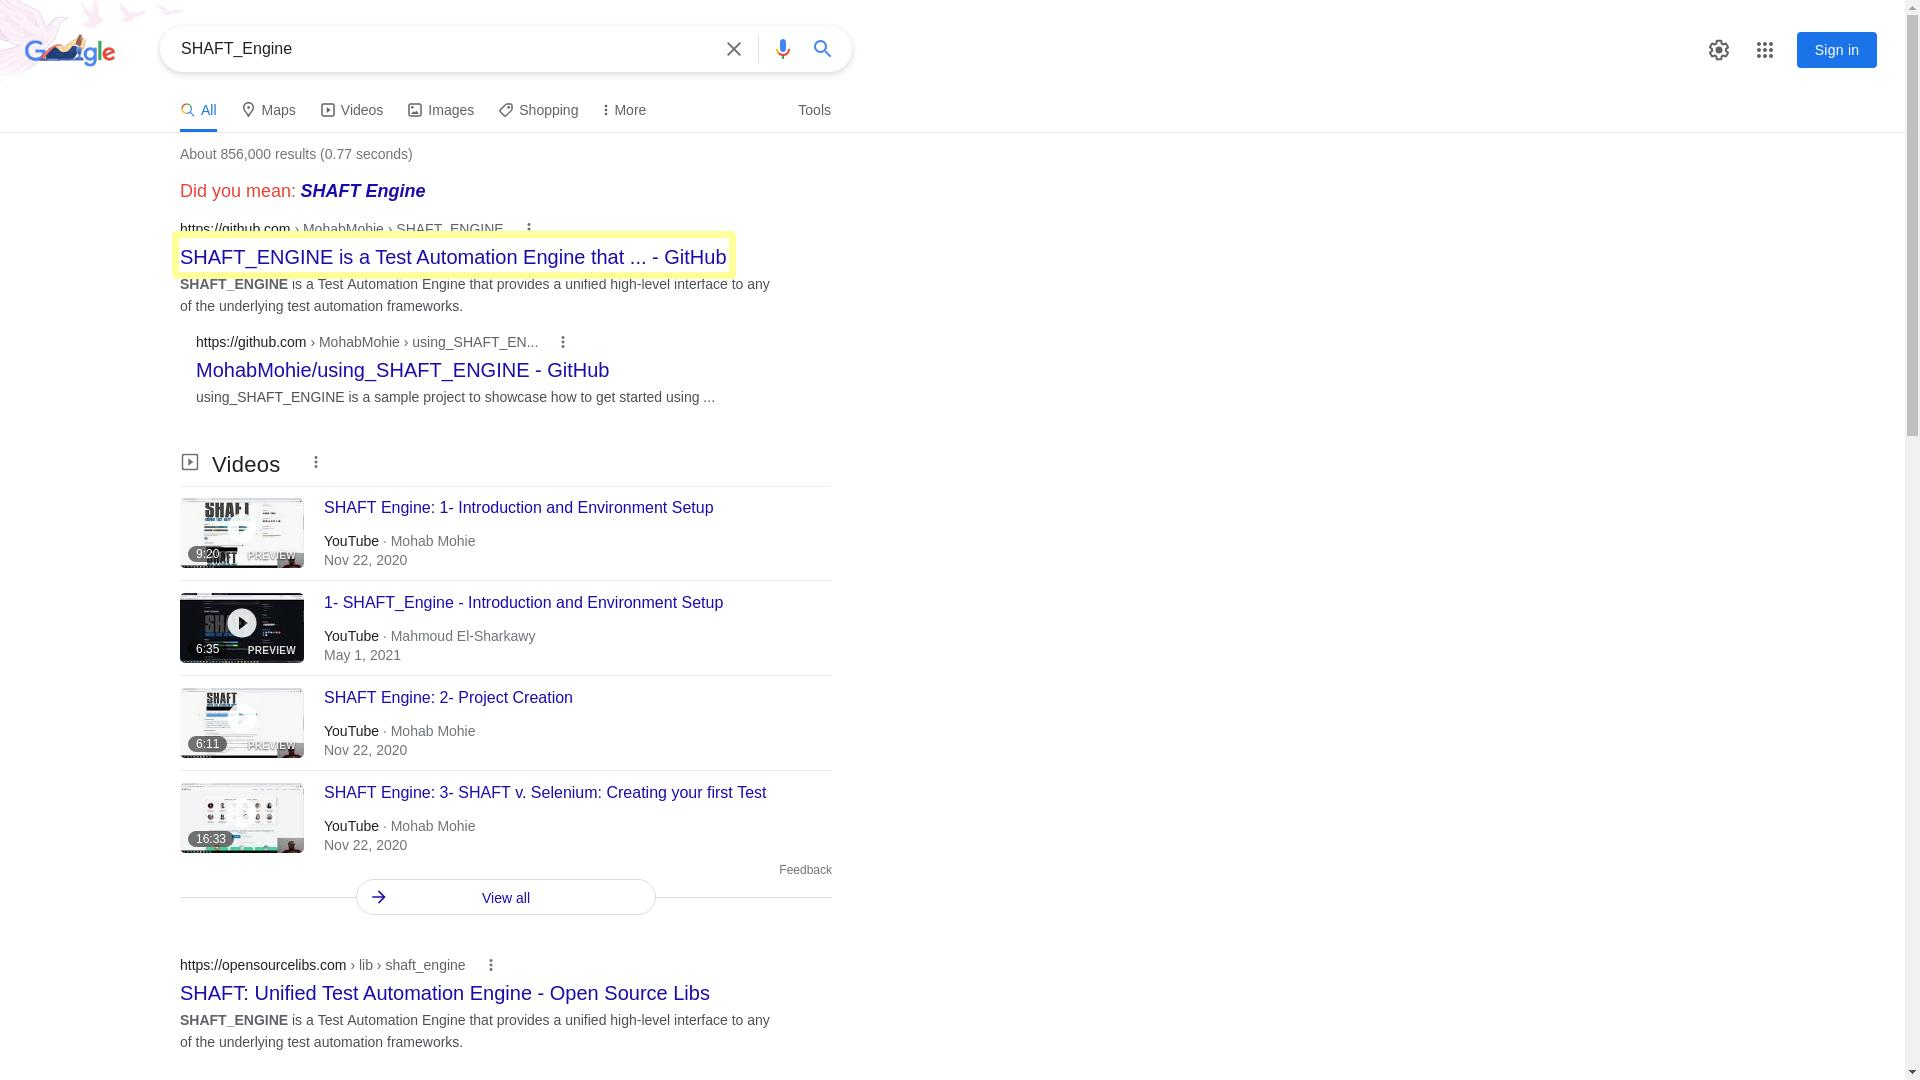 Google
SHAFT_Engine
Sign in
All
Maps
Videos
Images
Shopping
More
Tools
About 856,000 results (0.77 seconds)
Did you mean: SHAFT Engine
https://github.com › MohabMohie › SHAFT_ENGINE
SHAFT_ENGINE is a Test Automation Engine that ... - GitHub
SHAFT_ENGINE is a Test Automation Engine that provides a unified high-level interface to any
of the underlying test automation frameworks.
https://github.com › MohabMohie › using_SHAFT_EN...
MohabMohie/using_SHAFT_ENGINE - GitHub
using_SHAFT_ENGINE is a sample project to showcase how to get started using ...
Videos
SHAFT
9:20
PREVIEW
SHAFT Engine: 1- Introduction and Environment Setup
YouTube · Mohab Mohie
Nov 22, 2020
6:35
PREVIEW
1- SHAFT_Engine - Introduction and Environment Setup
YouTube · Mahmoud El-Sharkawy
May 1, 2021
SHAFT
6:11
PREVIEW
SHAFT Engine: 2- Project Creation
YouTube · Mohab Mohie
Nov 22, 2020
16:33
SHAFT Engine: 3- SHAFT v. Selenium: Creating your first Test
YouTube · Mohab Mohie
Nov 22, 2020
Feedback
View all
https://opensourcelibs.com › lib › shaft_engine
SHAFT: Unified Test Automation Engine - Open Source Libs
SHAFT_ENGINE is a Test Automation Engine that provides a unified high-level interface to any
of the underlying test automation frameworks.